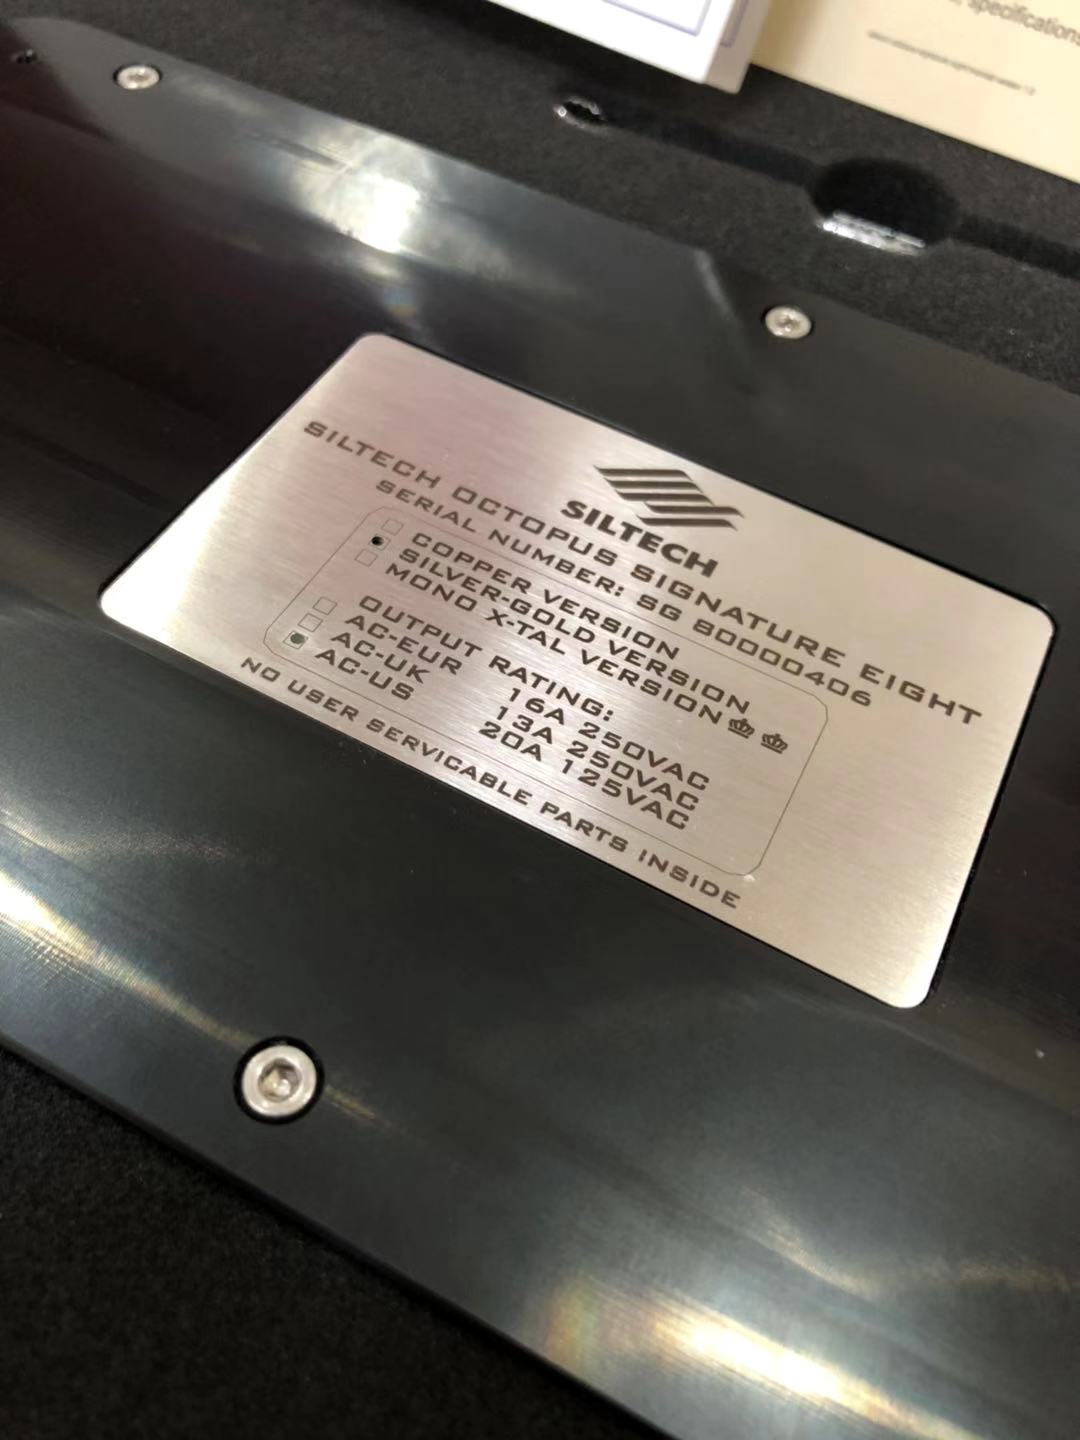 , specifications
SILTECH
SILTECH OCTOPUS SIGNATURE EIGHT
SERIAL NUMBER: SG 80000406
COPPER VERSION
SILVER-GOLD VERSION
MONO X-TAL VERSION
OUTPUT RATING:
AC-EUR 16A 250VAC
AC-UK 13A 250VAC
AC-US 20A 125VAC
NO USER SERVICABLE PARTS INSIDE